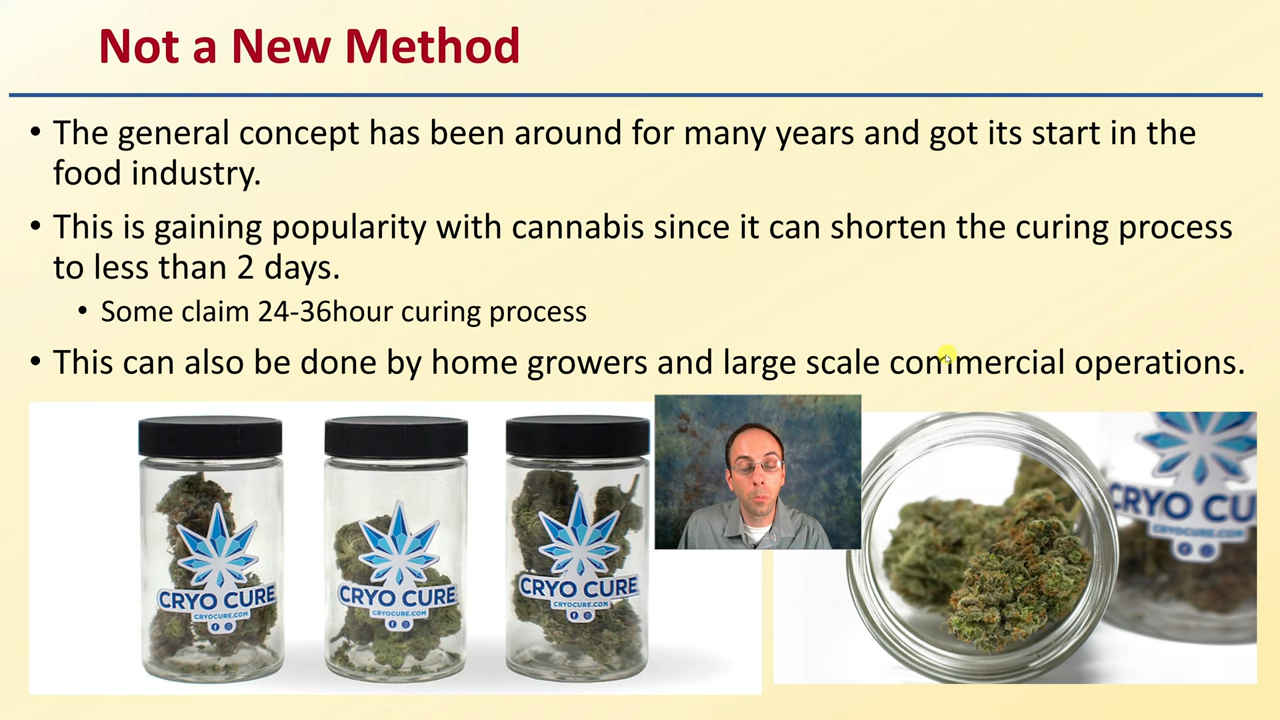 Not a New Method
• The general concept has been around for many years and got its start in the
food industry.
• This is gaining popularity with cannabis since it can shorten the curing process
to less than 2 days.
• Some claim 24-36hour curing process
• This can also be done by home growers and large scale commercial operations.
CRYO CURE
CRYOCURE.COM
CRYO CURE
CRYOCURE.COM
CRYO CURE
CRYOCURE.COM
CRYO CU
CRYOCURE.COM